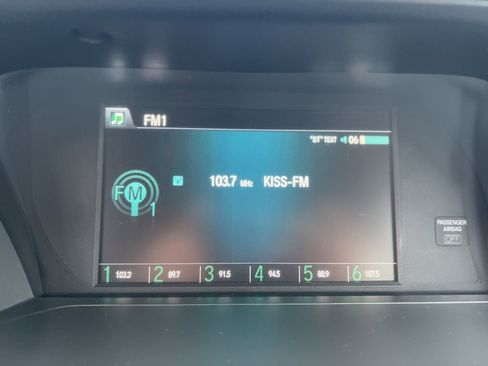 FM1
"ST" TEXT 06
FM 1
103.7 MHz KISS-FM
PASSENGER
AIRBAG
OFF
1 103.3 2 89.7 3 91.5 4 94.5 5 88.9 6 107.5